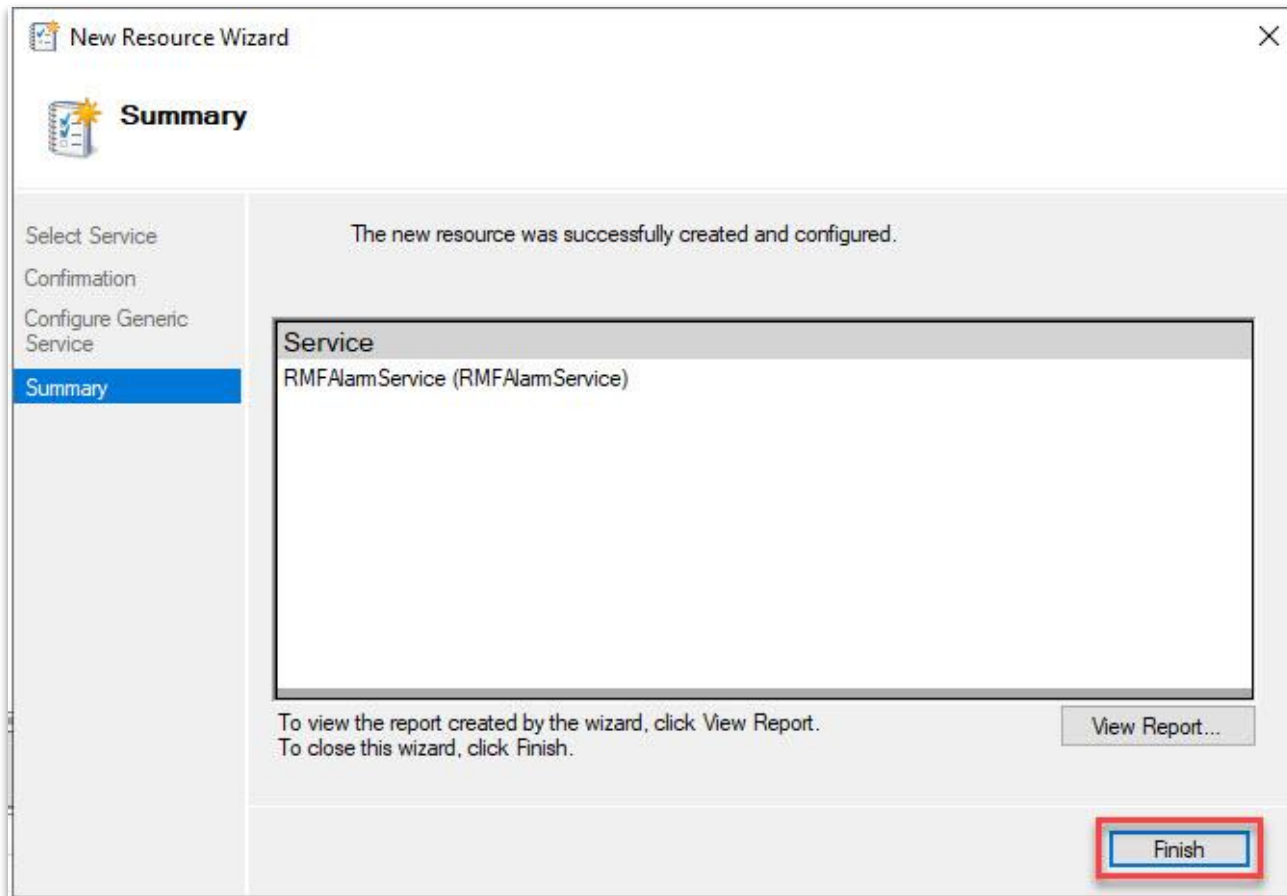 New Resource Wizard
Summary
Select Service
Confirmation
Configure Generic
Service
Summary
The new resource was successfully created and configured.
Service
RMFAlarmService (RMFAlarmService)
To view the report created by the wizard, click View Report.
To close this wizard, click Finish.
View Report...
Finish